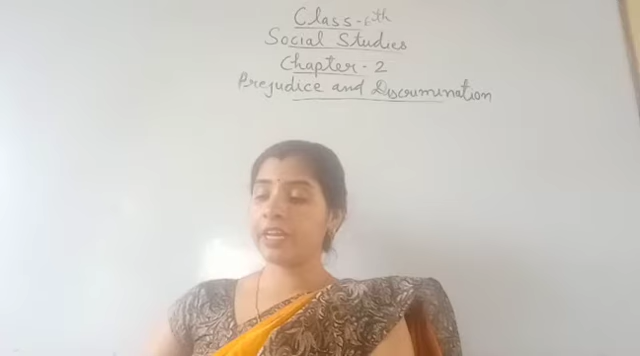 Class-6th
Social Studies
Chapter-2
Prejudice and Discrimination